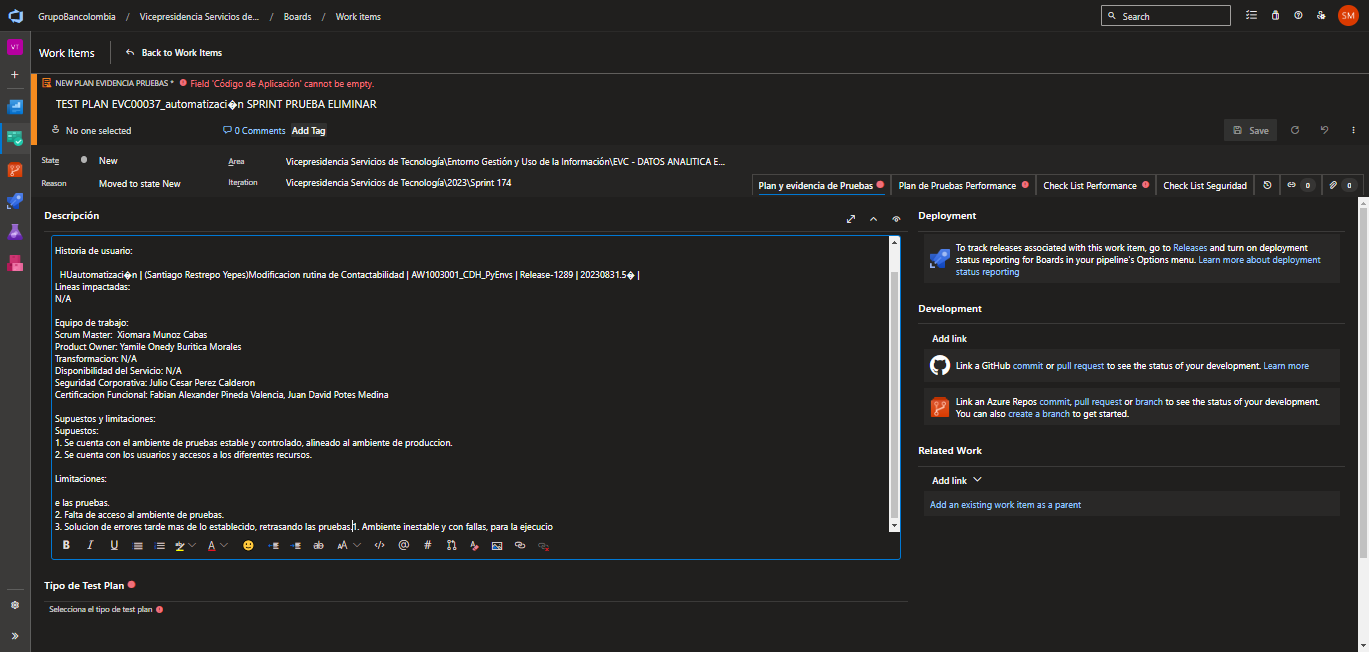 GrupoBancolombia / Vicepresidencia Servicios de... / Boards / Work items
Search
SM
VT
Work Items
Back to Work Items
NEW PLAN EVIDENCIA PRUEBAS * Field 'Código de Aplicación' cannot be empty.
TEST PLAN EVC00037_automatizaci�n SPRINT PRUEBA ELIMINAR
No one selected
0 Comments
Add Tag
Save
State
New
Area
Vicepresidencia Servicios de Tecnología\Entorno Gestión y Uso de la Información\EVC - DATOS ANALITICA E...
Reason
Moved to state New
Iteration
Vicepresidencia Servicios de Tecnología\2023\Sprint 174
Plan y evidencia de Pruebas
Plan de Pruebas Performance
Check List Performance
Check List Seguridad
0
0
Descripción
Historia de usuario:
HUautomatizaci�n | (Santiago Restrepo Yepes)Modificacion rutina de Contactabilidad | AW1003001_CDH_PyEnvs | Release-1289 | 20230831.5� |
Lineas impactadas:
N/A
Equipo de trabajo:
Scrum Master: Xiomara Munoz Cabas
Product Owner: Yamile Onedy Buritica Morales
Transformacion: N/A
Disponibilidad del Servicio: N/A
Seguridad Corporativa: Julio Cesar Perez Calderon
Certificacion Funcional: Fabian Alexander Pineda Valencia, Juan David Potes Medina
Supuestos y limitaciones:
Supuestos:
1. Se cuenta con el ambiente de pruebas estable y controlado, alineado al ambiente de produccion.
2. Se cuenta con los usuarios y accesos a los diferentes recursos.
Limitaciones:
e las pruebas.
2. Falta de acceso al ambiente de pruebas.
3. Solucion de errores tarde mas de lo establecido, retrasando las pruebas.1. Ambiente inestable y con fallas, para la ejecucio
Tipo de Test Plan
Selecciona el tipo de test plan
Deployment
To track releases associated with this work item, go to Releases and turn on deployment
status reporting for Boards in your pipeline's Options menu. Learn more about deployment
status reporting
Development
Add link
Link a GitHub commit or pull request to see the status of your development. Learn more
Link an Azure Repos commit, pull request or branch to see the status of your development.
You can also create a branch to get started.
Related Work
Add link
Add an existing work item as a parent